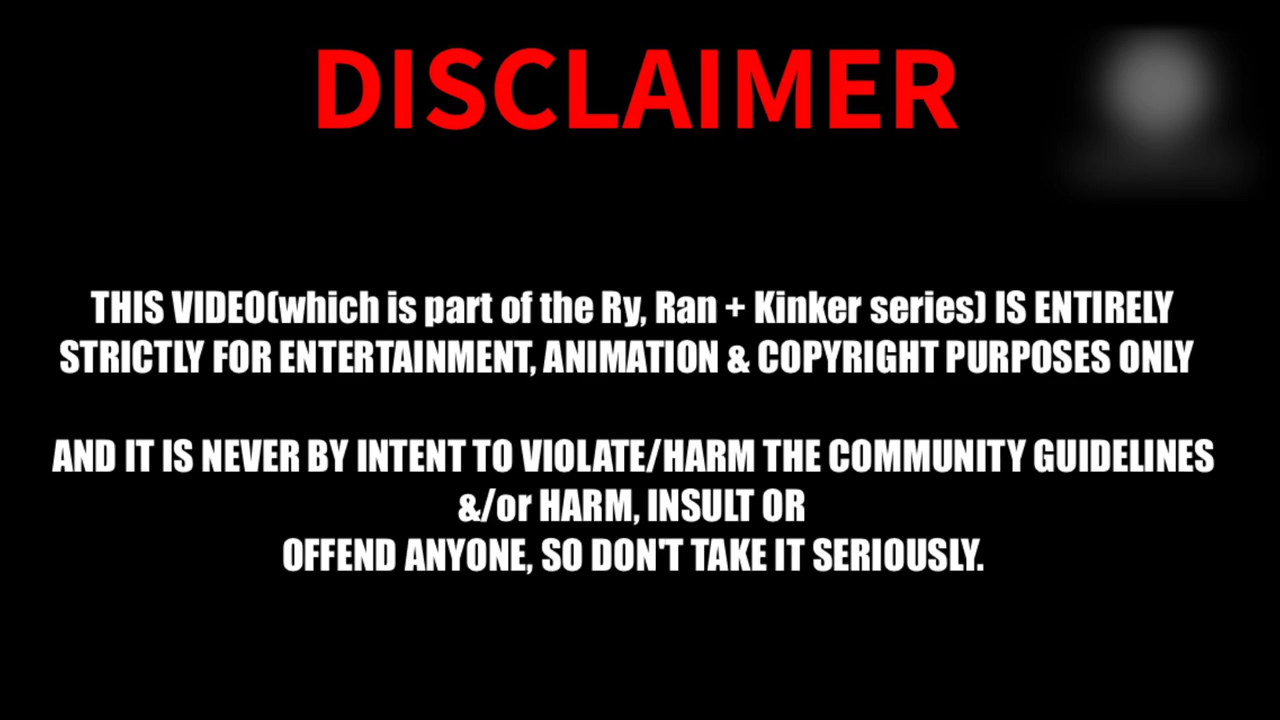 DISCLAIMER
THIS VIDEO(which is part of the Ry, Ran + Kinker series) IS ENTIRELY
STRICTLY FOR ENTERTAINMENT, ANIMATION & COPYRIGHT PURPOSES ONLY
AND IT IS NEVER BY INTENT TO VIOLATE/HARM THE COMMUNITY GUIDELINES
&/or HARM, INSULT OR
OFFEND ANYONE, SO DON'T TAKE IT SERIOUSLY.